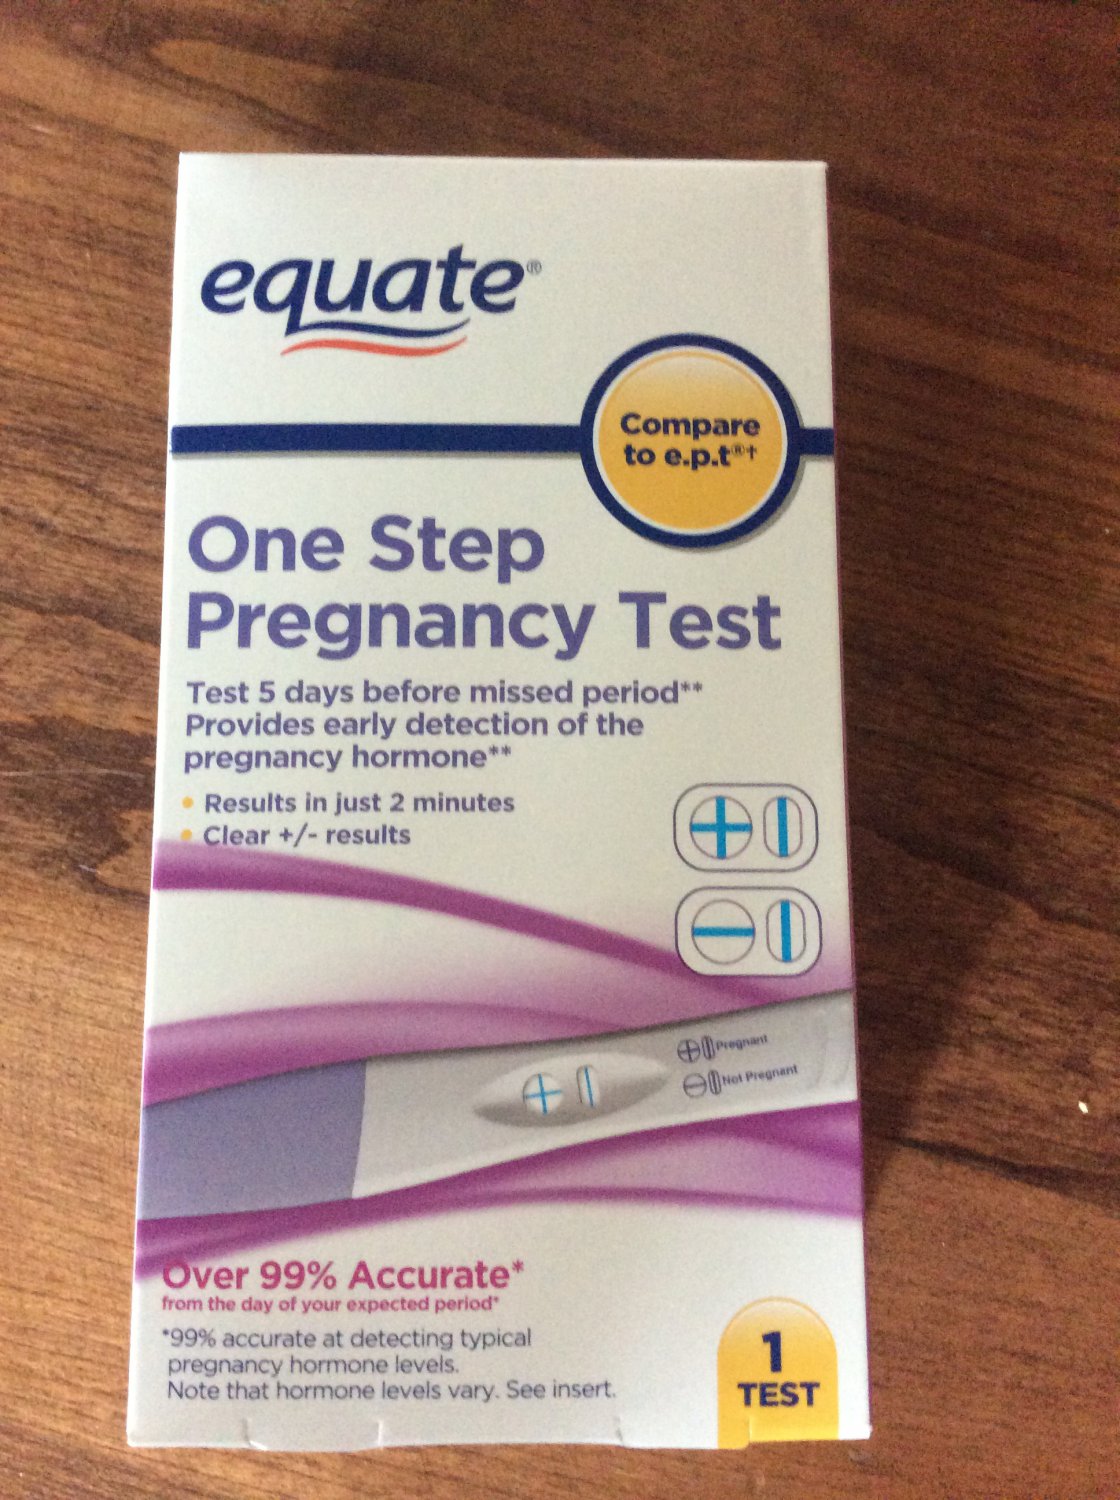 equate®
Compare
to e.p.t®†
One Step
Pregnancy Test
Test 5 days before missed period**
Provides early detection of the
pregnancy hormone**
• Results in just 2 minutes
• Clear +/- results
Pregnant
Not Pregnant
Over 99% Accurate*
from the day of your expected period*
*99% accurate at detecting typical
pregnancy hormone levels.
Note that hormone levels vary. See insert.
1
TEST